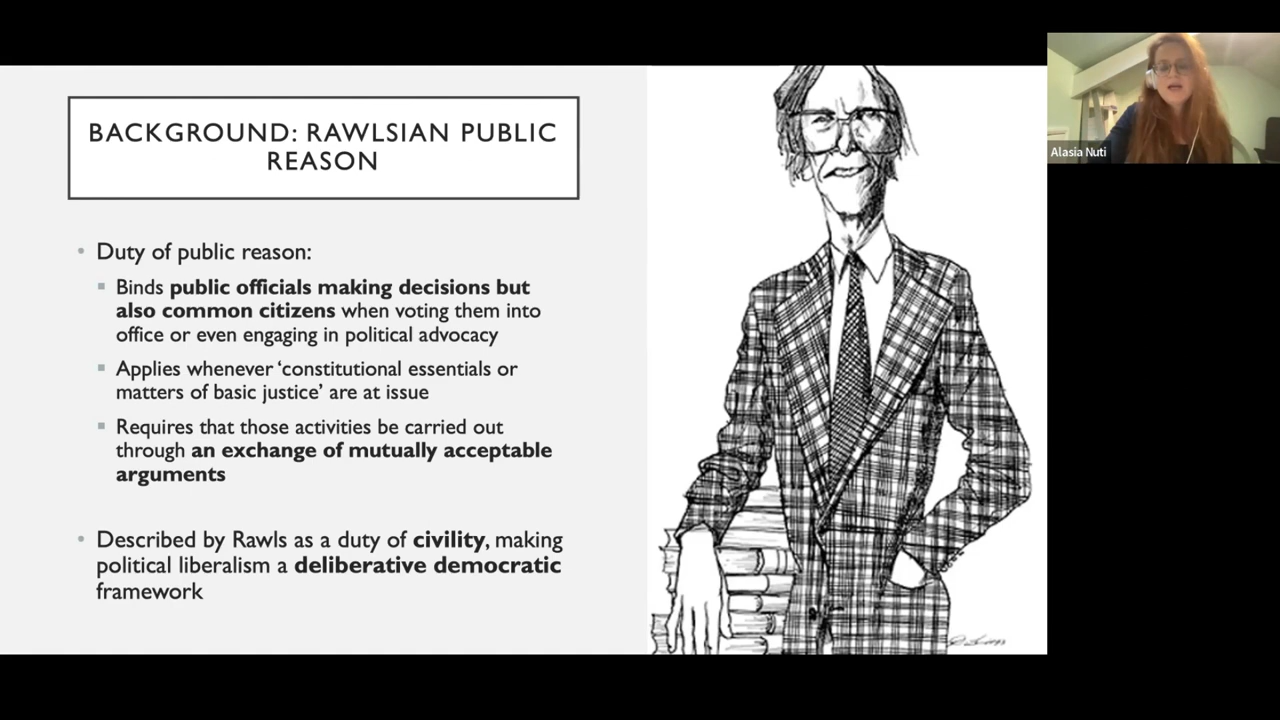 BACKGROUND: RAWLSIAN PUBLIC
REASON
Duty of public reason:
Binds public officials making decisions but
also common citizens when voting them into
office or even engaging in political advocacy
Applies whenever ‘constitutional essentials or
matters of basic justice’ are at issue
Requires that those activities be carried out
through an exchange of mutually acceptable
arguments
Described by Rawls as a duty of civility, making
political liberalism a deliberative democratic
framework
Alasia Nuti